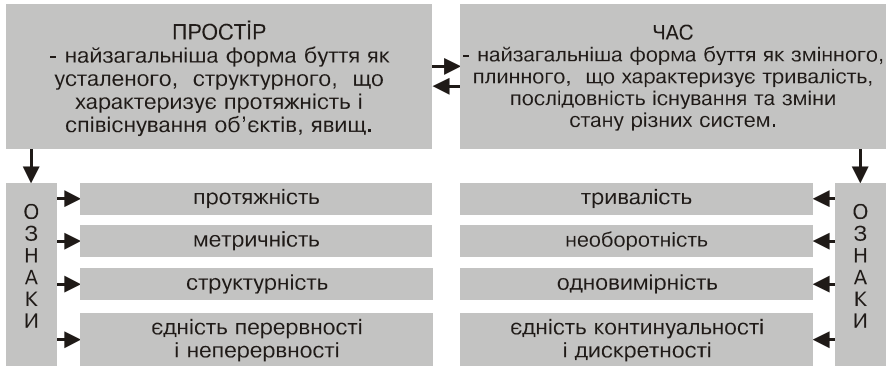 ПРОСТІР
- найзагальніша форма буття як
усталеного, структурного, що
характеризує протяжність і
співіснування об’єктів, явищ.
ЧАС
- найзагальніша форма буття як змінного,
плинного, що характеризує тривалість,
послідовність існування та зміни
стану різних систем.
ОЗНАКИ
протяжність
метричність
структурність
єдність перервності
і неперервності
тривалість
необоротність
одновимірність
єдність континуальності
і дискретності
ОЗНАКИ